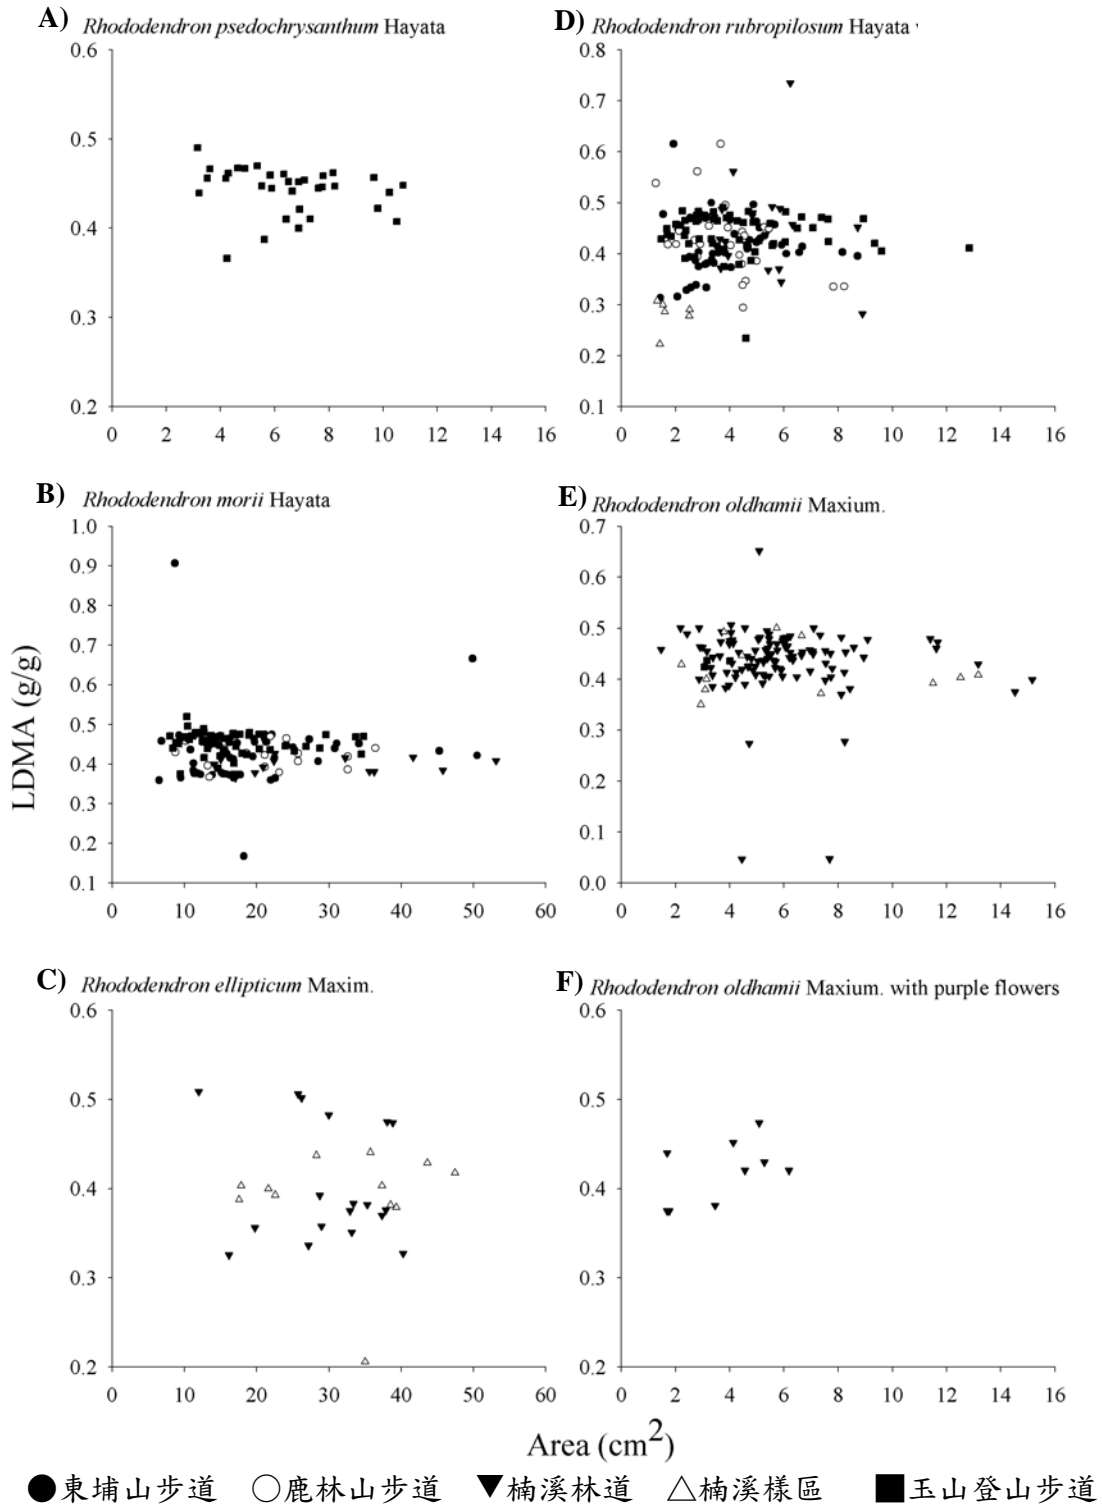 A) Rhododendron psedochrysanthum Hayata
0.6
0.5
0.4
0.3
0.2
0 2 4 6 8 10 12 14 16
D) Rhododendron rubropilosum Hayata
0.8
0.7
0.6
0.5
0.4
0.3
0.2
0.1
0 2 4 6 8 10 12 14 16
B) Rhododendron morii Hayata
1.0
0.9
0.8
0.7
0.6
0.5
0.4
0.3
0.2
0.1
0 10 20 30 40 50 60
E) Rhododendron oldhamii Maxium.
0.7
0.6
0.5
0.4
0.3
0.2
0.1
0.0
0 2 4 6 8 10 12 14 16
LDMA (g/g)
C) Rhododendron ellipticum Maxim.
0.6
0.5
0.4
0.3
0.2
0 10 20 30 40 50 60
F) Rhododendron oldhamii Maxium. with purple flowers
0.6
0.5
0.4
0.3
0.2
0 2 4 6 8 10 12 14 16
Area (cm2)
東埔山步道 鹿林山步道 楠溪林道 楠溪樣區 玉山登山步道